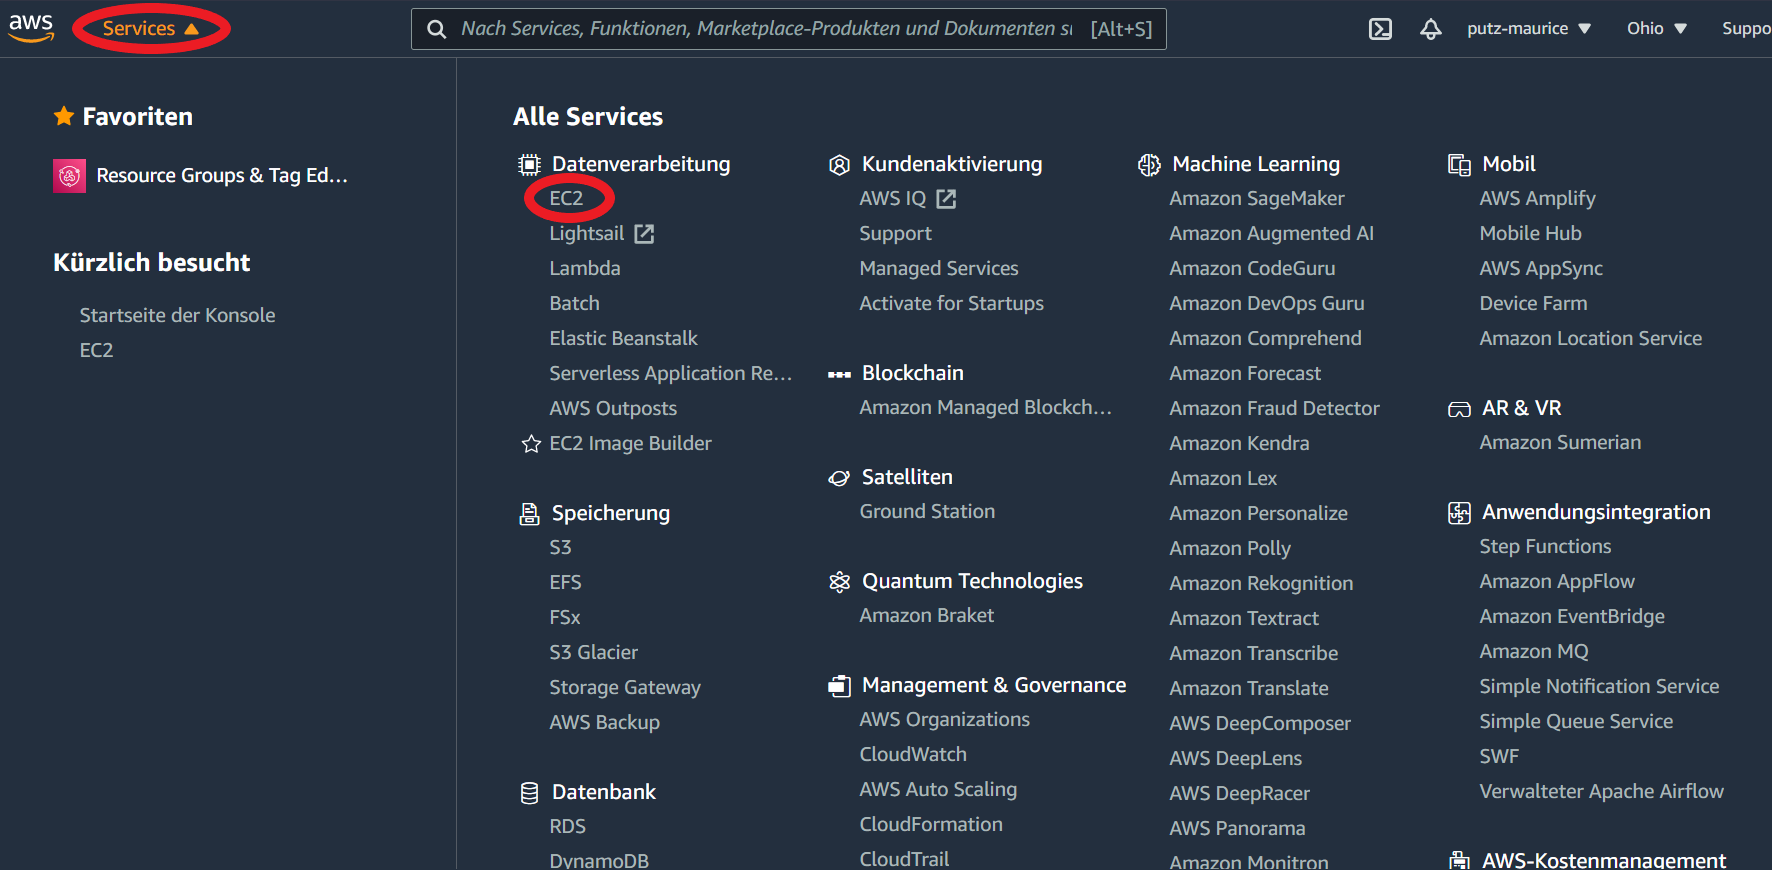 aws
Services
Nach Services, Funktionen, Marketplace-Produkten und Dokumenten su [Alt+S]
putz-maurice
Ohio
Suppo
Favoriten
Resource Groups & Tag Ed...
Kürzlich besucht
Startseite der Konsole
EC2
Alle Services
Datenverarbeitung
EC2
Lightsail
Lambda
Batch
Elastic Beanstalk
Serverless Application Re...
AWS Outposts
EC2 Image Builder
Speicherung
S3
EFS
FSx
S3 Glacier
Storage Gateway
AWS Backup
Datenbank
RDS
DynamoDB
Kundenaktivierung
AWS IQ
Support
Managed Services
Activate for Startups
Blockchain
Amazon Managed Blockch...
Satelliten
Ground Station
Quantum Technologies
Amazon Braket
Management & Governance
AWS Organizations
CloudWatch
AWS Auto Scaling
CloudFormation
CloudTrail
Machine Learning
Amazon SageMaker
Amazon Augmented AI
Amazon CodeGuru
Amazon DevOps Guru
Amazon Comprehend
Amazon Forecast
Amazon Fraud Detector
Amazon Kendra
Amazon Lex
Amazon Personalize
Amazon Polly
Amazon Rekognition
Amazon Textract
Amazon Transcribe
Amazon Translate
AWS DeepComposer
AWS DeepLens
AWS DeepRacer
AWS Panorama
Amazon Monitron
Mobil
AWS Amplify
Mobile Hub
AWS AppSync
Device Farm
Amazon Location Service
AR & VR
Amazon Sumerian
Anwendungsintegration
Step Functions
Amazon AppFlow
Amazon EventBridge
Amazon MQ
Simple Notification Service
Simple Queue Service
SWF
Verwalteter Apache Airflow
AWS-Kostenmanagement